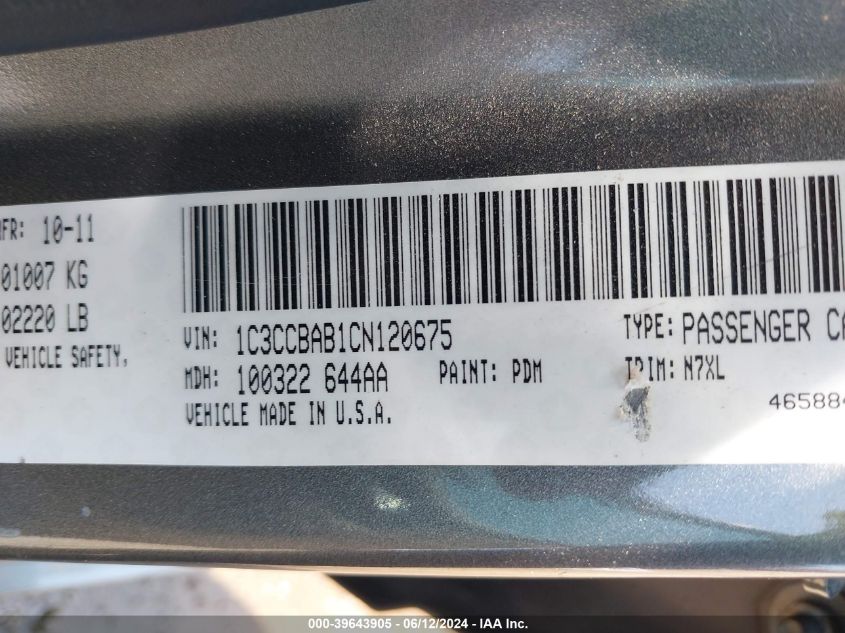 MFR: 10-11
01007 KG
02220 LB
VEHICLE SAFETY,
VIN: 1C3CCBAB1CN120675
TYPE: PASSENGER CA
MDH: 100322 644AA
PAINT: PDM
TRIM: N7XL
VEHICLE MADE IN U.S.A.
46588
000-39643905 - 06/12/2024 - IAA Inc.